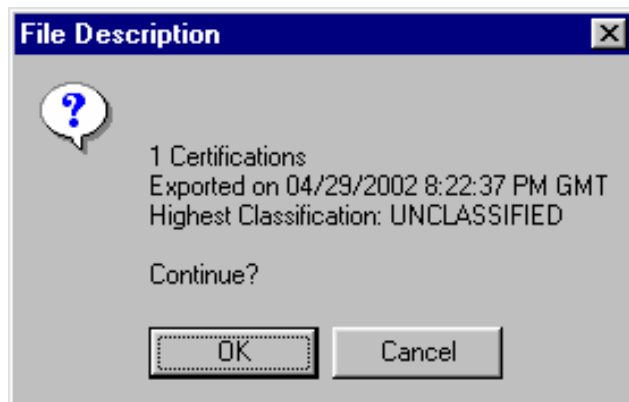 File Description
1 Certifications
Exported on 04/29/2002 8:22:37 PM GMT
Highest Classification: UNCLASSIFIED
Continue?
OK
Cancel